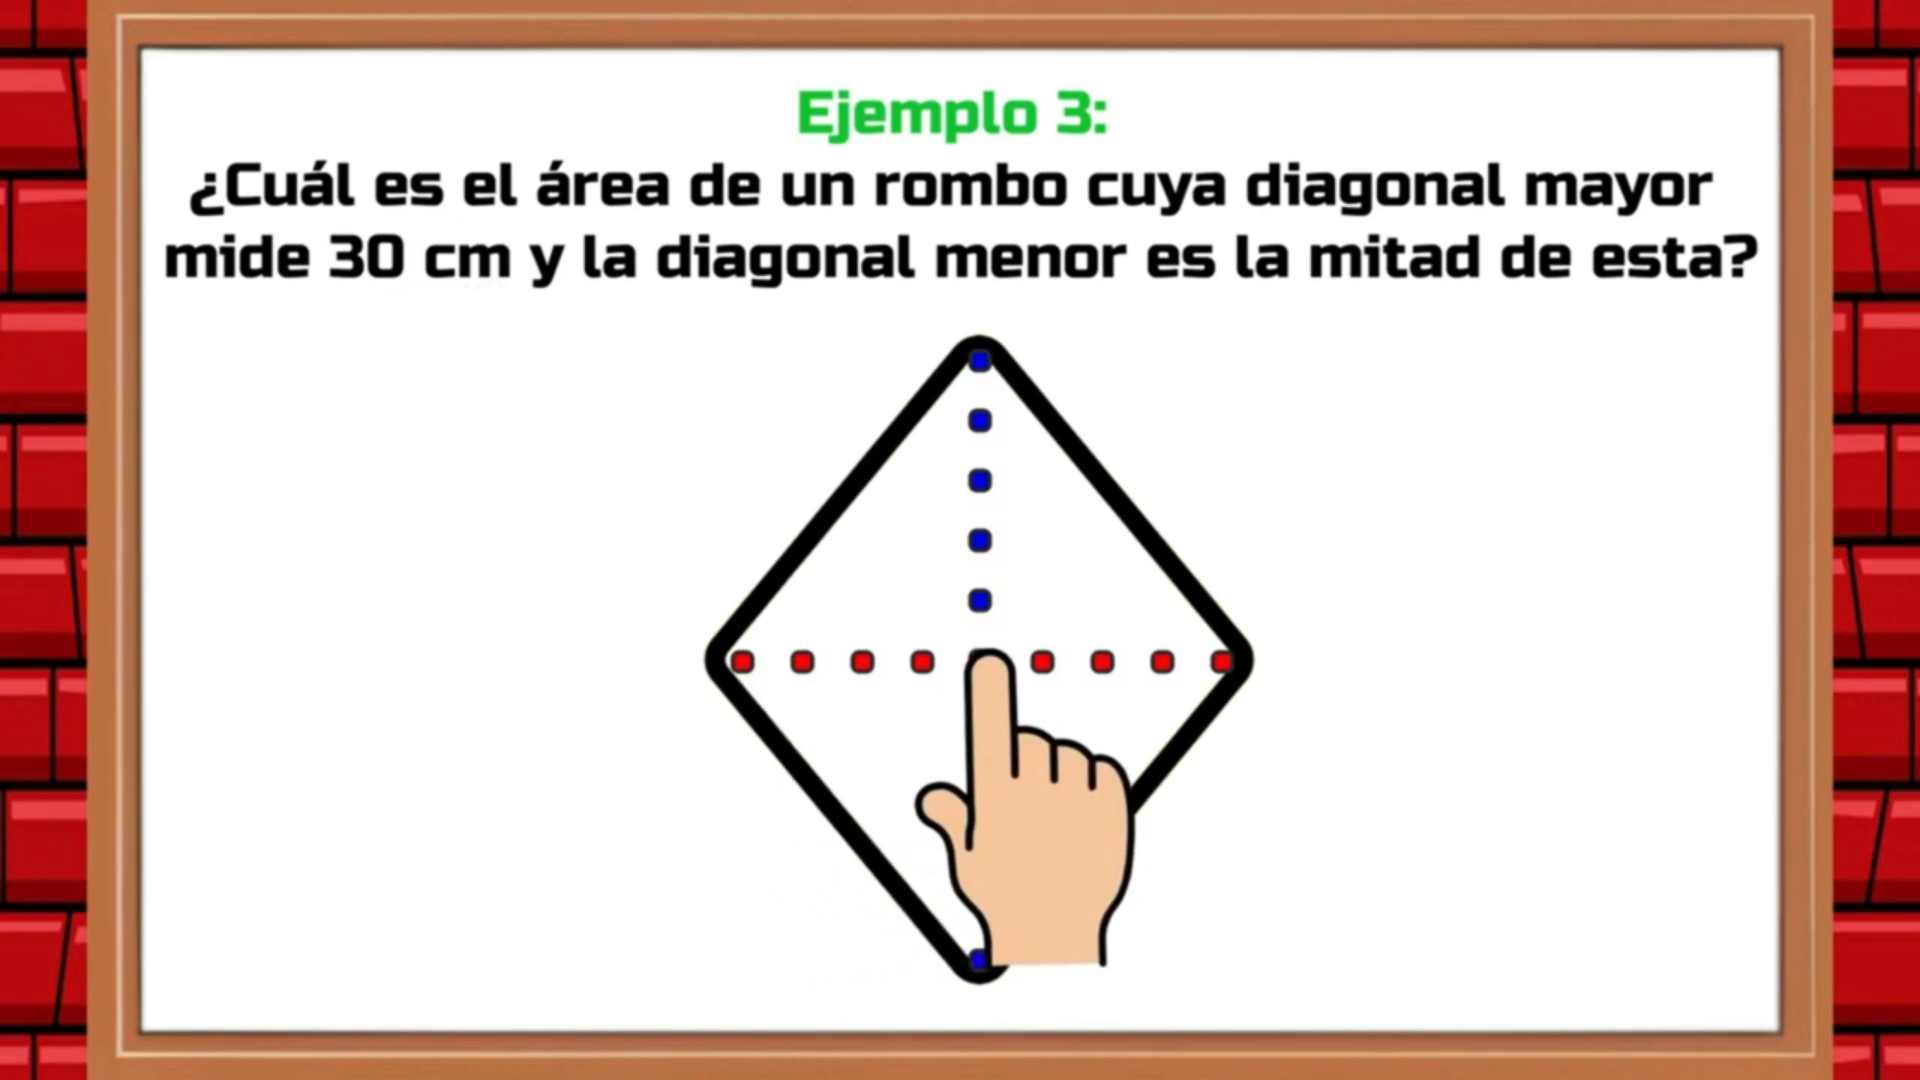 Ejemplo 3:
¿Cuál es el área de un rombo cuya diagonal mayor
mide 30 cm y la diagonal menor es la mitad de esta?